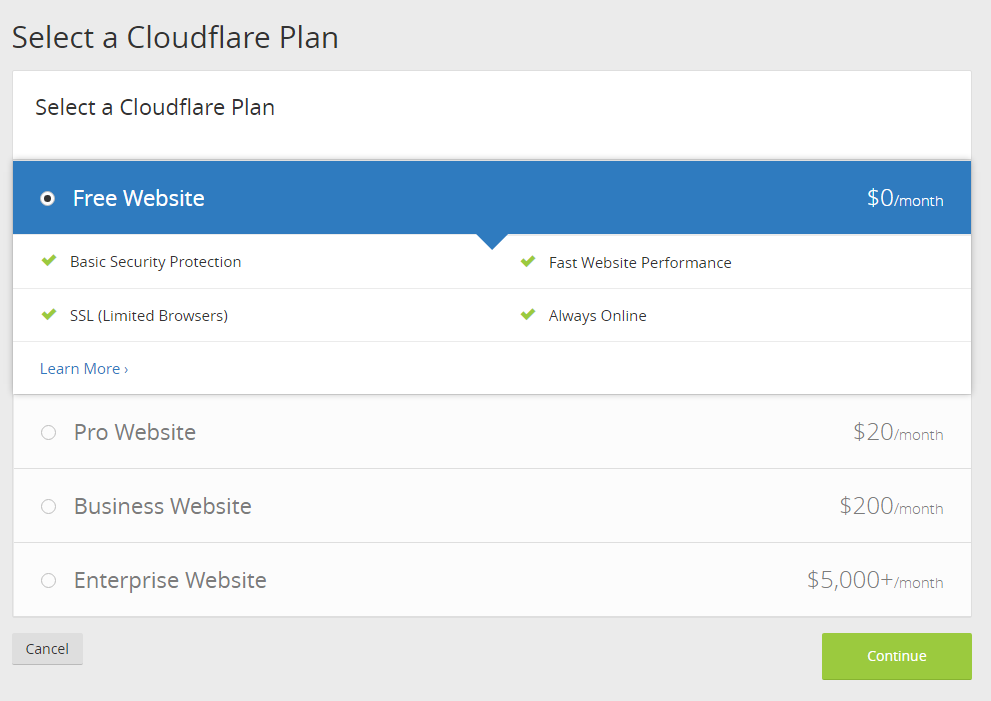 Select a Cloudflare Plan
Select a Cloudflare Plan
Free Website $0/month
Basic Security Protection Fast Website Performance
SSL (Limited Browsers) Always Online
Learn More ›
Pro Website $20/month
Business Website $200/month
Enterprise Website $5,000+/month
Cancel Continue